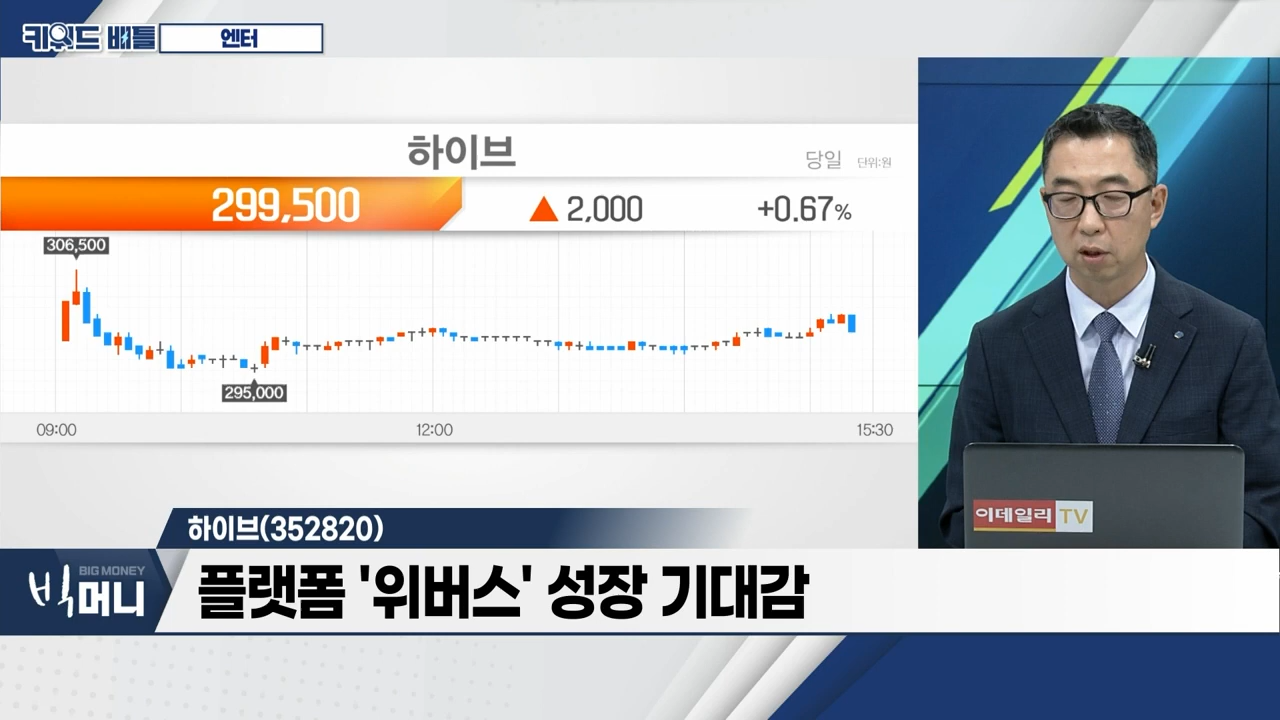 키워드 배틀 엔터
하이브
당일 단위:원
299,500 ▲ 2,000 +0.67%
306,500
295,000
09:00 12:00 15:30
이데일리 TV
하이브(352820)
BIG MONEY
빅머니
플랫폼 '위버스' 성장 기대감